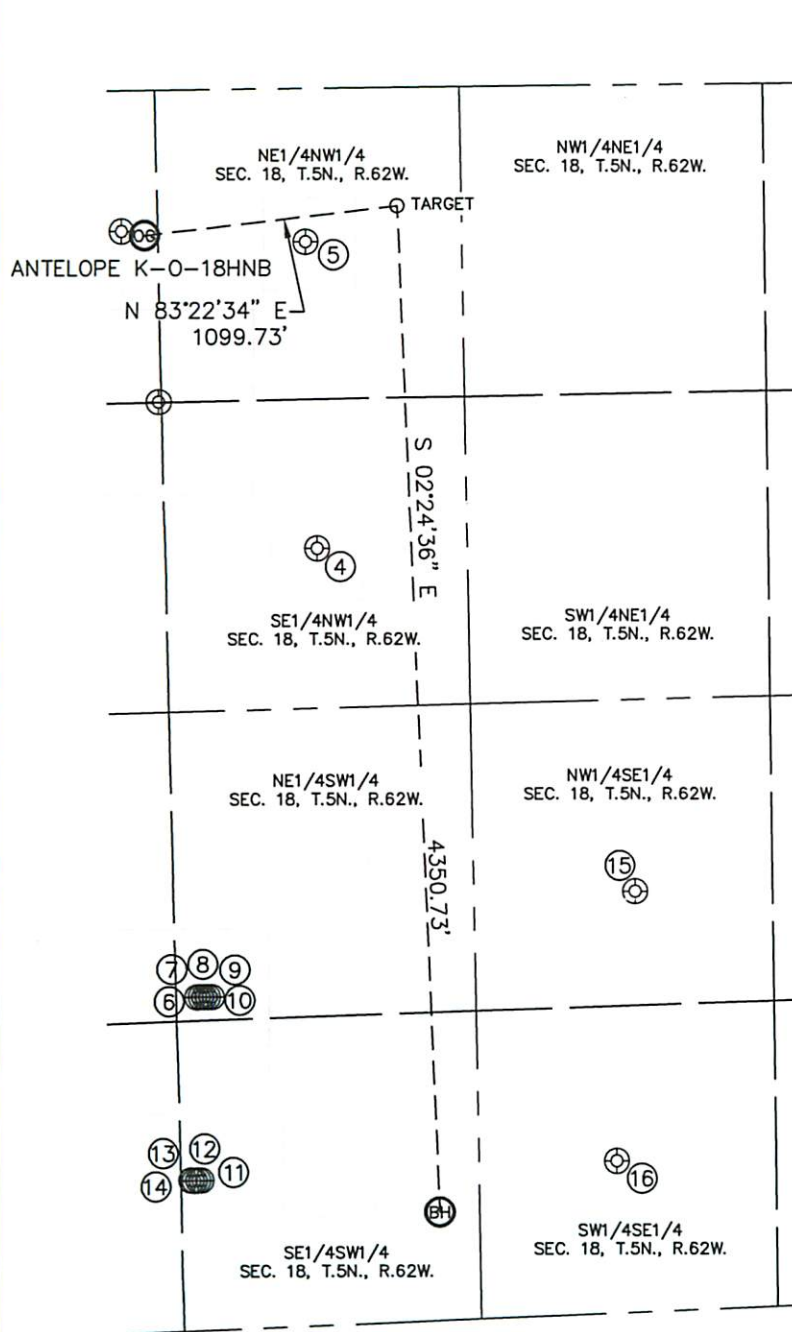 NE1/4NW1/4
SEC. 18, T.5N., R.62W.
NW1/4NE1/4
SEC. 18, T.5N., R.62W.
TARGET
OG
5
ANTELOPE K-O-18HNB
N 83°22'34" E
1099.73'
S 02°24'36" E
4
SE1/4NW1/4
SEC. 18, T.5N., R.62W.
SW1/4NE1/4
SEC. 18, T.5N., R.62W.
NE1/4SW1/4
SEC. 18, T.5N., R.62W.
NW1/4SE1/4
SEC. 18, T.5N., R.62W.
4350.73'
15
7 8 9
6 10
13 12
14 11
16
BH
SE1/4SW1/4
SEC. 18, T.5N., R.62W.
SW1/4SE1/4
SEC. 18, T.5N., R.62W.